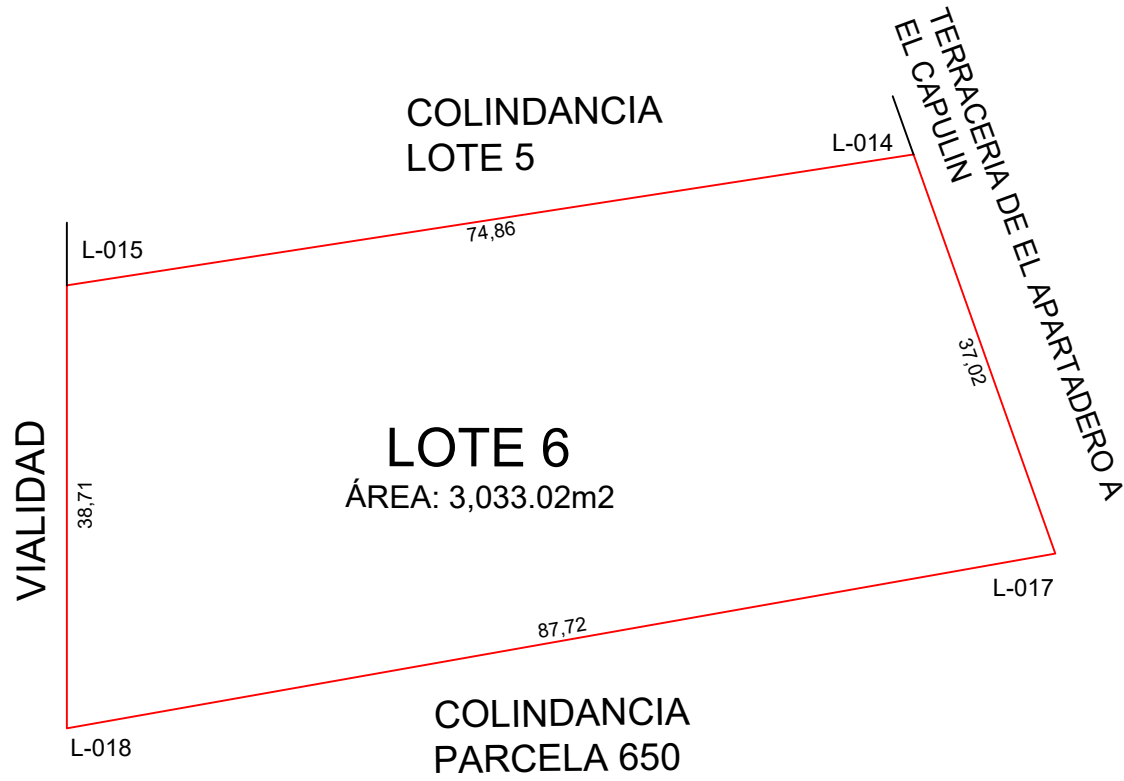 TERRACERIA DE EL APARTADERO A
EL CAPULIN
COLINDANCIA
LOTE 5
L-014
L-015
74,86
37,02
LOTE 6
ÁREA: 3,033.02m2
VIALIDAD
38,71
L-017
87,72
COLINDANCIA
PARCELA 650
L-018